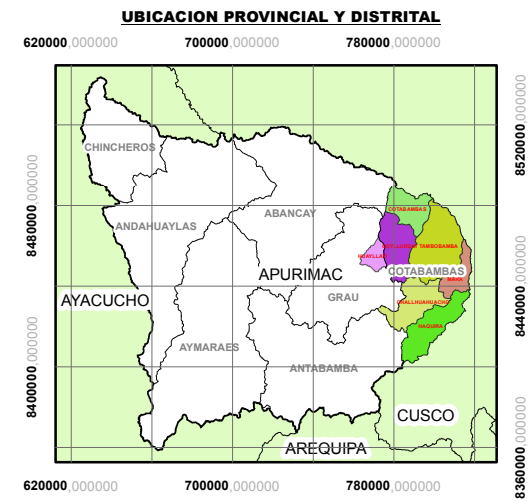 UBICACION PROVINCIAL Y DISTRITAL
620000,000000 700000,000000 780000,000000
8520000,000000
CHINCHEROS
8480000,000000
COTABAMBAS
ABANCAY
ANDAHUAYLAS
TAMBOBAMBA
COTABAMBAS
APURIMAC
MARA
8440000,000000
GRAU
AYACUCHO
CHALLHUAHUACHO
HAQUIRA
AYMARAES
8400000,000000
ANTABAMBA
CUSCO
AREQUIPA
8360000,000000
620000,000000 700000,000000 780000,000000